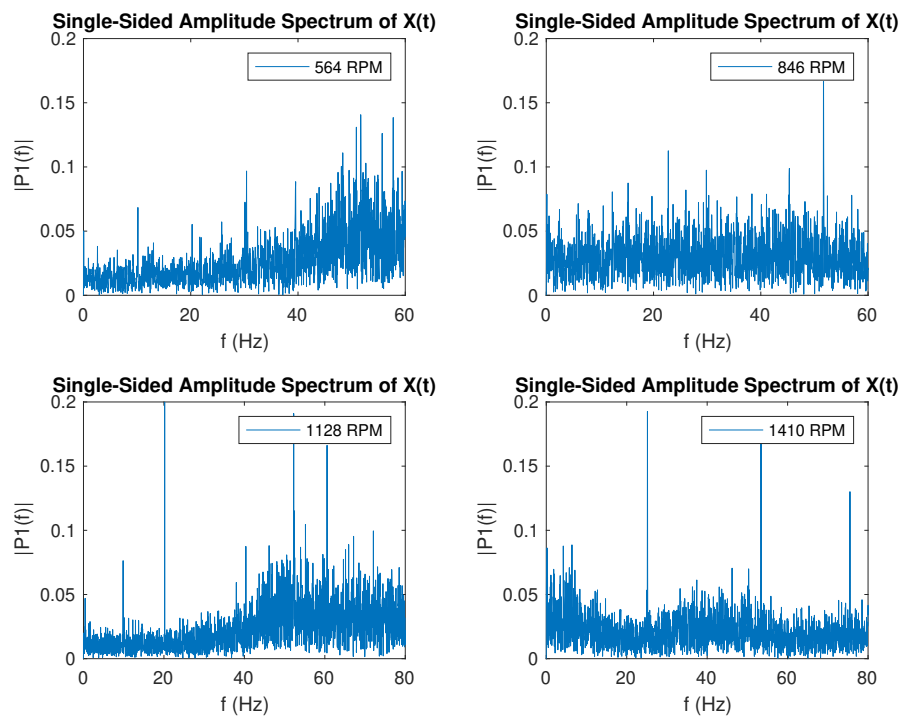 Single-Sided Amplitude Spectrum of X(t)
0.2
0.15
0.1
0.05
0
|P1(f)|
564 RPM
0 20 40 60
f (Hz)
Single-Sided Amplitude Spectrum of X(t)
0.2
0.15
0.1
0.05
0
|P1(f)|
846 RPM
0 20 40 60
f (Hz)
Single-Sided Amplitude Spectrum of X(t)
0.2
0.15
0.1
0.05
0
|P1(f)|
1128 RPM
0 20 40 60 80
f (Hz)
Single-Sided Amplitude Spectrum of X(t)
0.2
0.15
0.1
0.05
0
|P1(f)|
1410 RPM
0 20 40 60 80
f (Hz)